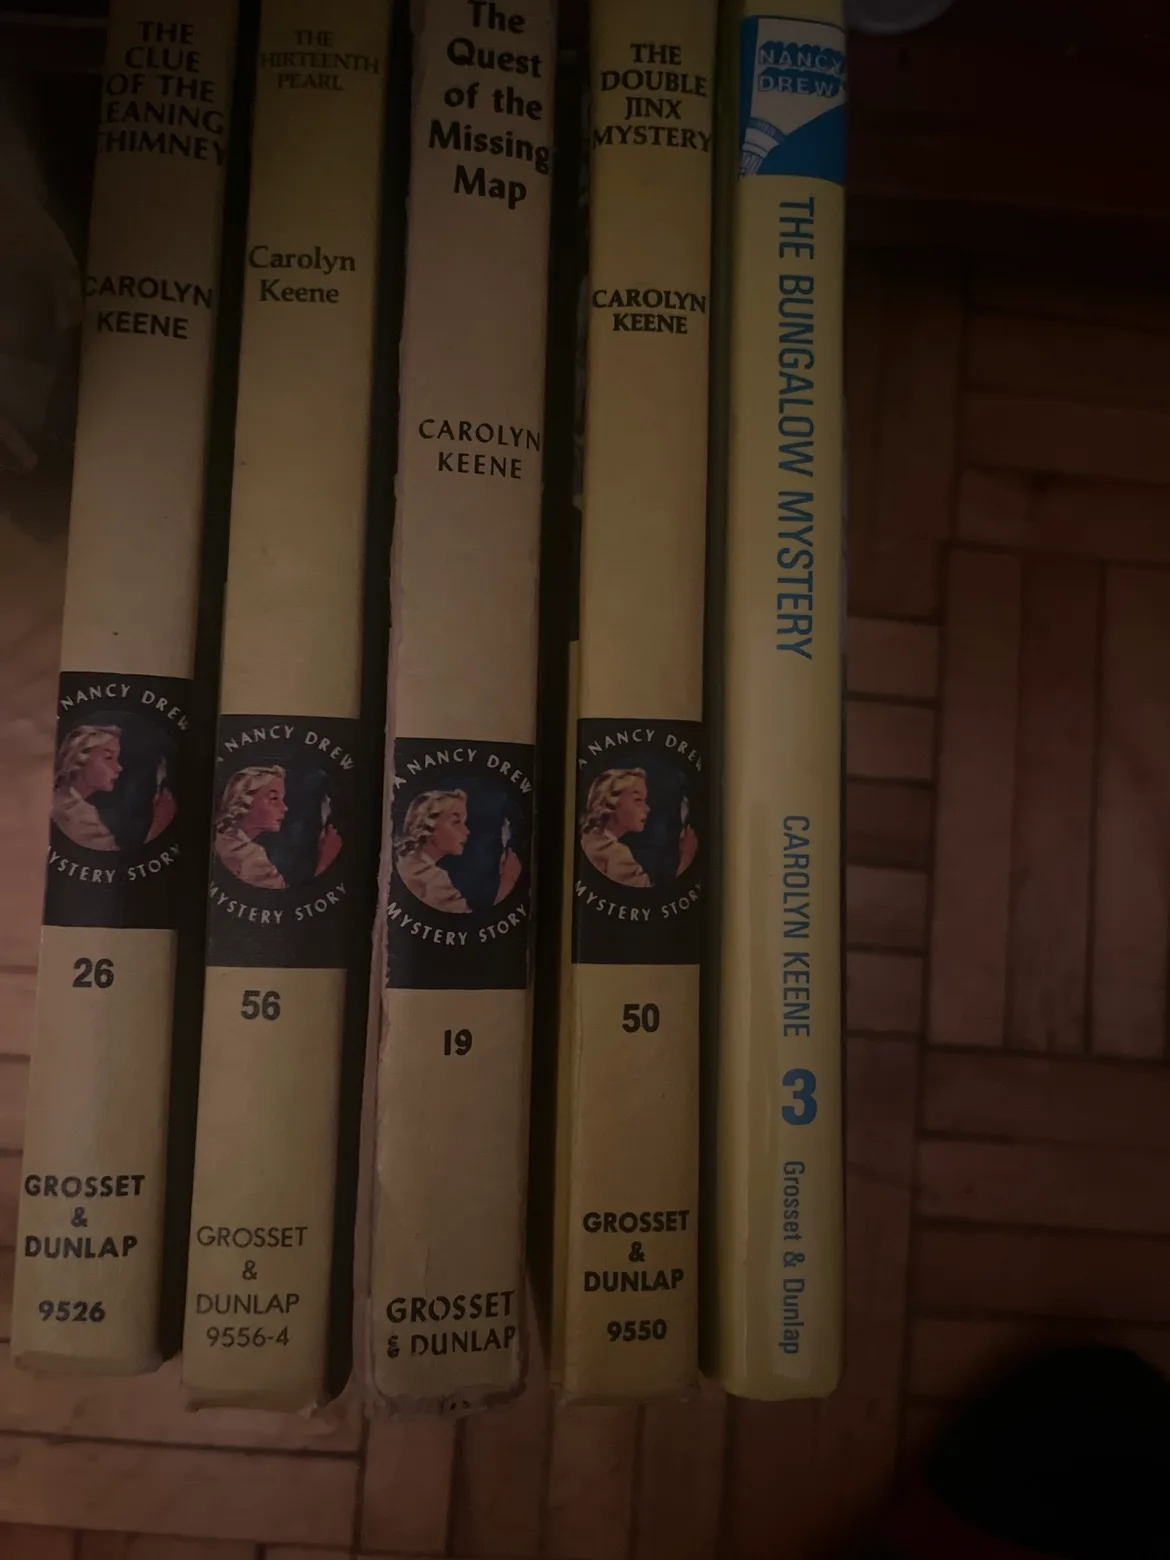 THE
CLUE
OF THE
EANING
CHIMNEY
CAROLYN
KEENE
NANCY DREW
MYSTERY STORY
26
GROSSET
&
DUNLAP
9526
THE
THIRTEENTH
PEARL
Carolyn
Keene
A NANCY DREW
MYSTERY STORY
56
GROSSET
&
DUNLAP
9556-4
The
Quest
of the
Missing
Map
CAROLYN
KEENE
A NANCY DREW
MYSTERY STORY
19
GROSSET
& DUNLAP
THE
DOUBLE
JINX
MYSTERY
CAROLYN
KEENE
A NANCY DREW
MYSTERY STORY
50
GROSSET
&
DUNLAP
9550
NANCY
DREW
THE BUNGALOW MYSTERY
CAROLYN KEENE
3
Grosset & Dunlap